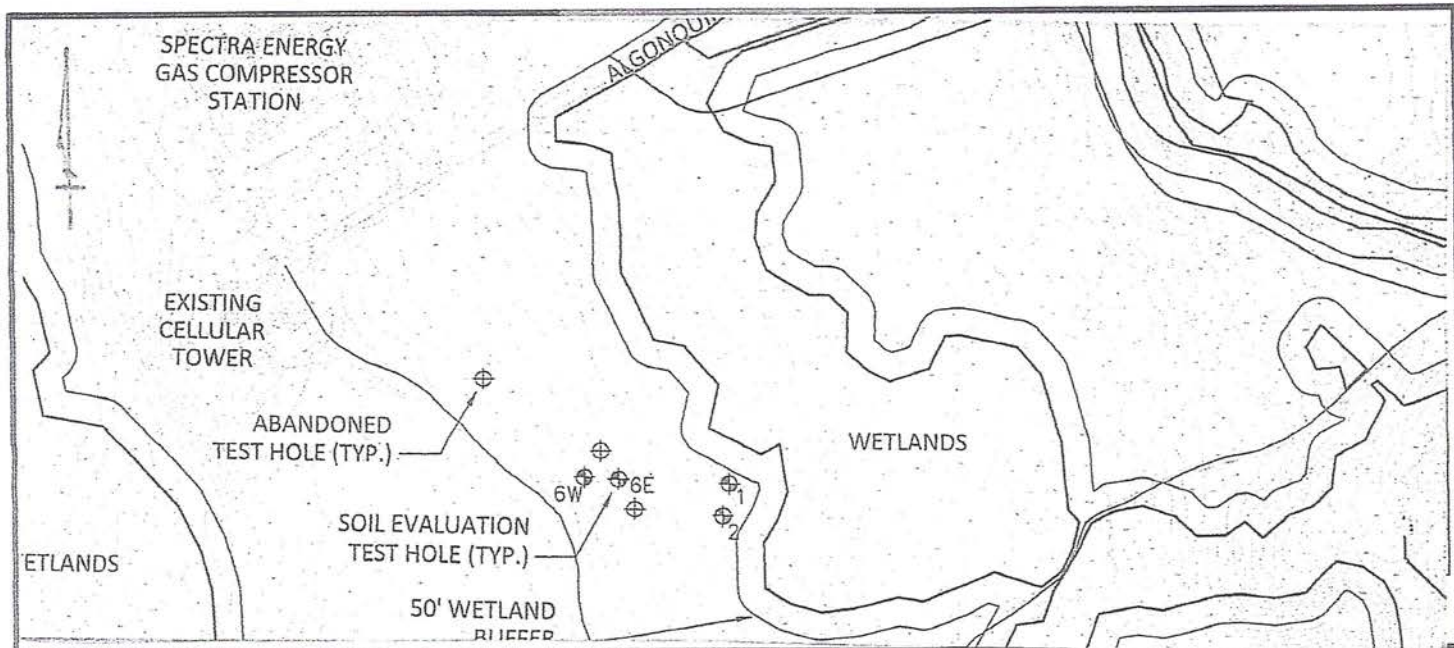 SPECTRA ENERGY
GAS COMPRESSOR
STATION
ALGONQUI
EXISTING
CELLULAR
TOWER
ABANDONED
TEST HOLE (TYP.)
WETLANDS
6W
6E
1
2
SOIL EVALUATION
TEST HOLE (TYP.)
ETLANDS
50' WETLAND
BUFFER